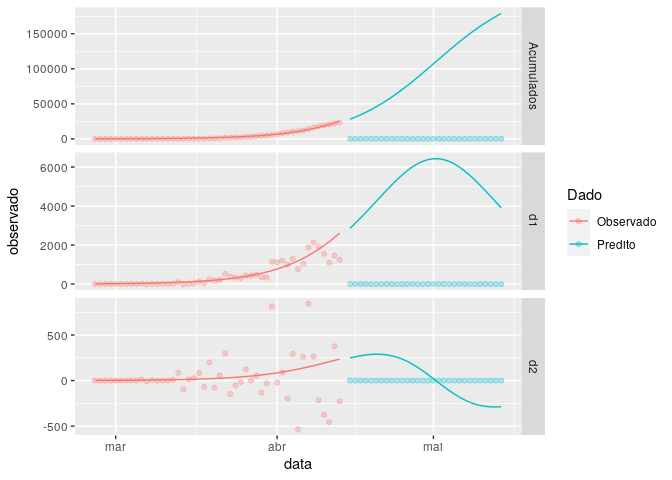 150000
100000
50000
0
Acumulados
6000
4000
2000
0
d1
500
0
-500
d2
mar
abr
mai
data
observado
Dado
Observado
Predito